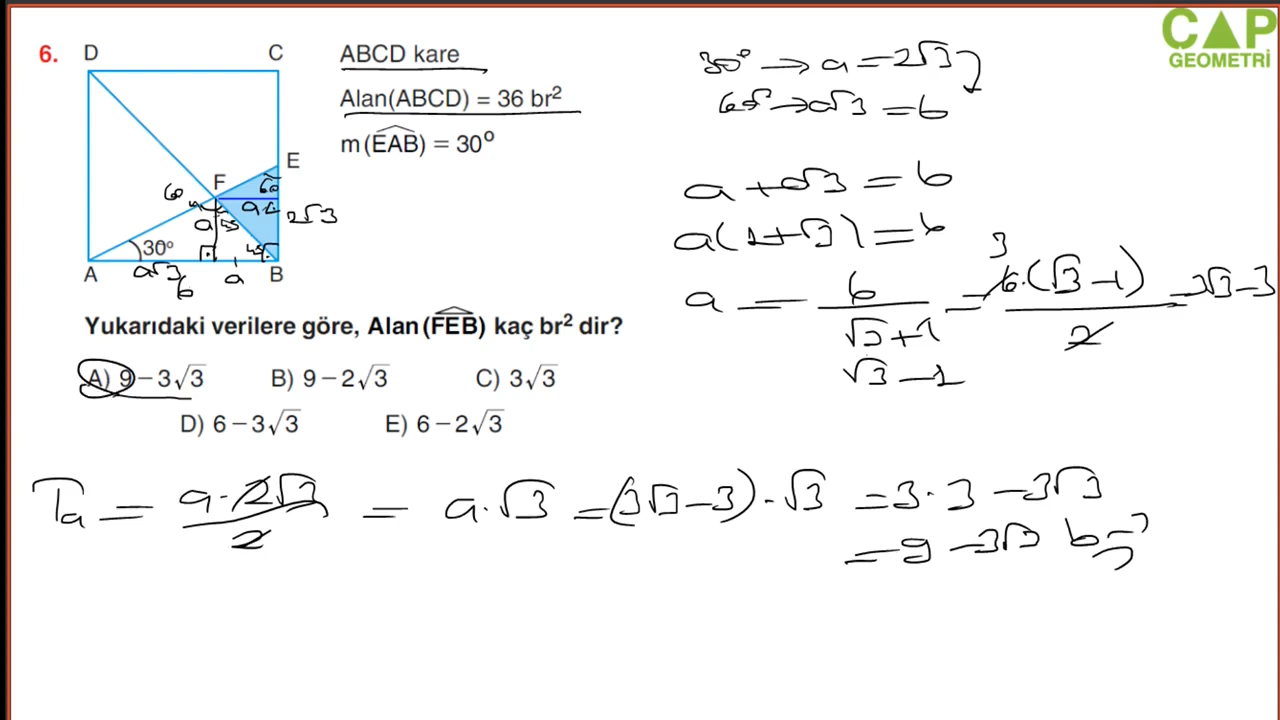 ÇAP
GEOMETRİ
6.
D C
E
F
A B
30°
60
60
a
a
45
45
2√3
a√3
a
6
ABCD kare
Alan(ABCD) = 36 br²
m(EAB) = 30°
Yukarıdaki verilere göre, Alan(FEB) kaç br² dir?
A) 9 − 3√3 B) 9 − 2√3 C) 3√3
D) 6 − 3√3 E) 6 − 2√3
30° → a = 2√3
60° → a√3 = 6
a + a√3 = 6
a(1+√3) = 6
a = 6 / (√3+1) = 6·(√3−1) / 2 = 3√3−3
3
√3 − 1
Ta = a·2√3 / 2 = a·√3 = (3√3−3)·√3 = 3·3 − 3√3
= 9 − 3√3 br²